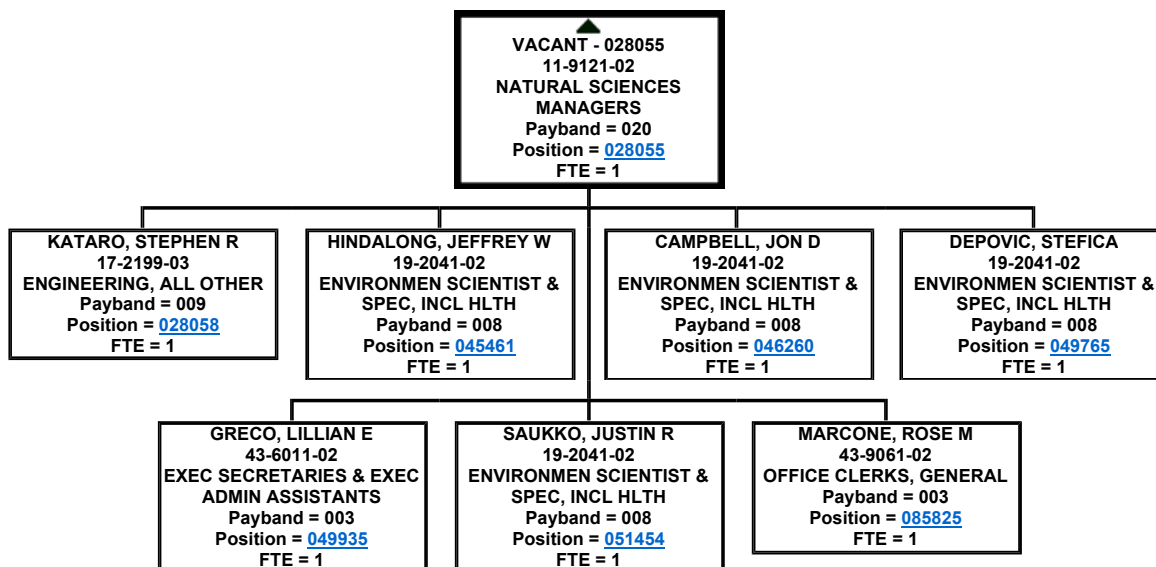 VACANT - 028055
11-9121-02
NATURAL SCIENCES
MANAGERS
Payband = 020
Position = 028055
FTE = 1
KATARO, STEPHEN R
17-2199-03
ENGINEERING, ALL OTHER
Payband = 009
Position = 028058
FTE = 1
HINDALONG, JEFFREY W
19-2041-02
ENVIRONMEN SCIENTIST &
SPEC, INCL HLTH
Payband = 008
Position = 045461
FTE = 1
CAMPBELL, JON D
19-2041-02
ENVIRONMEN SCIENTIST &
SPEC, INCL HLTH
Payband = 008
Position = 046260
FTE = 1
DEPOVIC, STEFICA
19-2041-02
ENVIRONMEN SCIENTIST &
SPEC, INCL HLTH
Payband = 008
Position = 049765
FTE = 1
GRECO, LILLIAN E
43-6011-02
EXEC SECRETARIES & EXEC
ADMIN ASSISTANTS
Payband = 003
Position = 049935
FTE = 1
SAUKKO, JUSTIN R
19-2041-02
ENVIRONMEN SCIENTIST &
SPEC, INCL HLTH
Payband = 008
Position = 051454
FTE = 1
MARCONE, ROSE M
43-9061-02
OFFICE CLERKS, GENERAL
Payband = 003
Position = 085825
FTE = 1